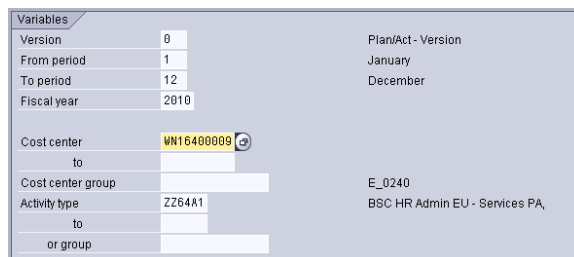 Variables
Version 0 Plan/Act - Version
From period 1 January
To period 12 December
Fiscal year 2010
Cost center WN16400009
to
Cost center group E_0240
Activity type ZZ64A1 BSC HR Admin EU - Services PA,
to
or group